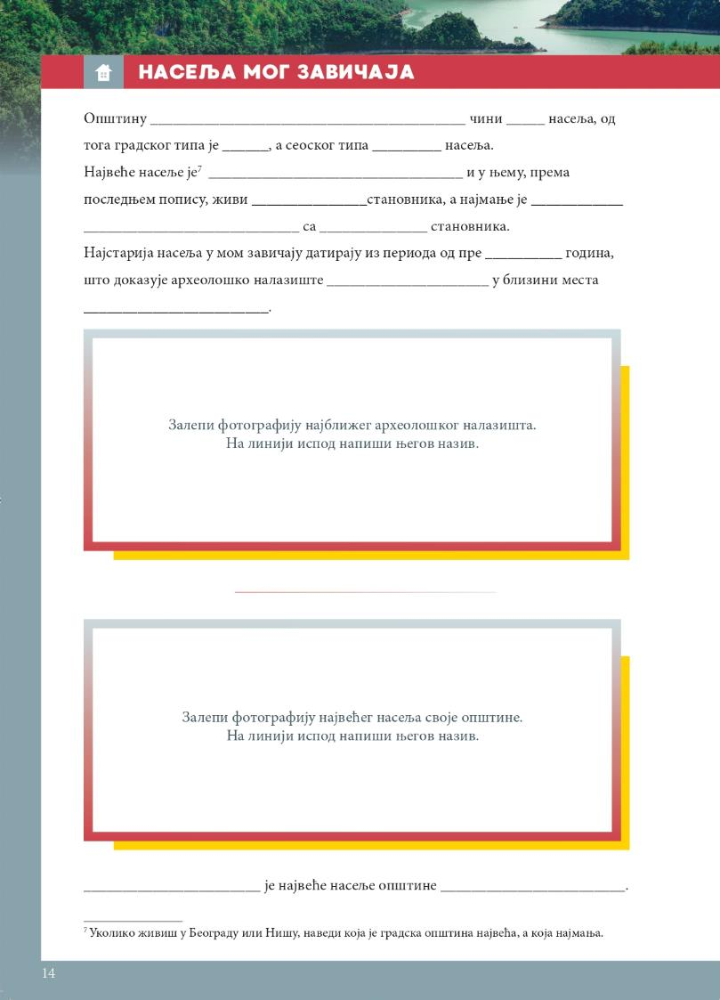 НАСЕЉА МОГ ЗАВИЧАЈА
Општину _________________________________________ чини _____ насеља, од
тога градског типа је ______, а сеоског типа _________ насеља.
Највеће насеље је⁷ _________________________________ и у њему, према
последњем попису, живи _______________становника, а најмање је ____________
____________________________ са ______________ становника.
Најстарија насеља у мом завичају датирају из периода од пре __________ година,
што доказује археолошко налазиште _____________________ у близини места
________________________.
Залепи фотографију најближег археолошког налазишта.
На линији испод напиши његов назив.
Залепи фотографију највећег насеља своје општине.
На линији испод напиши његов назив.
_______________________ је највеће насеље општине ________________________.
⁷ Уколико живиш у Београду или Нишу, наведи која је градска општина највећа, а која најмања.
14